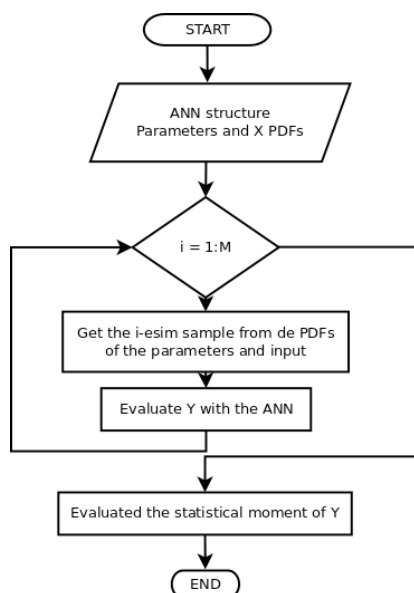 START
ANN structure
Parameters and X PDFs
i = 1:M
Get the i-esim sample from de PDFs
of the parameters and input
Evaluate Y with the ANN
Evaluated the statistical moment of Y
END